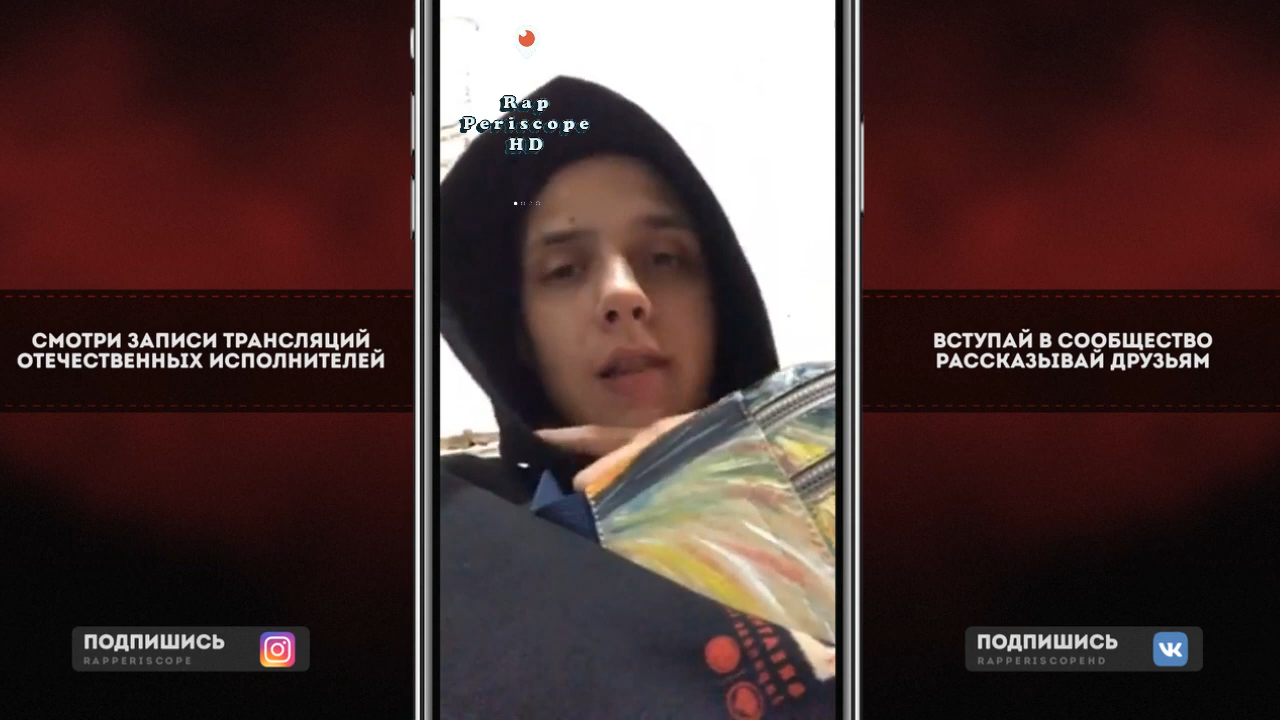 Rap
Periscope
HD
СМОТРИ ЗАПИСИ ТРАНСЛЯЦИЙ
ОТЕЧЕСТВЕННЫХ ИСПОЛНИТЕЛЕЙ
ВСТУПАЙ В СООБЩЕСТВО
РАССКАЗЫВАЙ ДРУЗЬЯМ
ПОДПИШИСЬ
RAPPERISCOPE
ПОДПИШИСЬ
RAPPERISCOPEHD